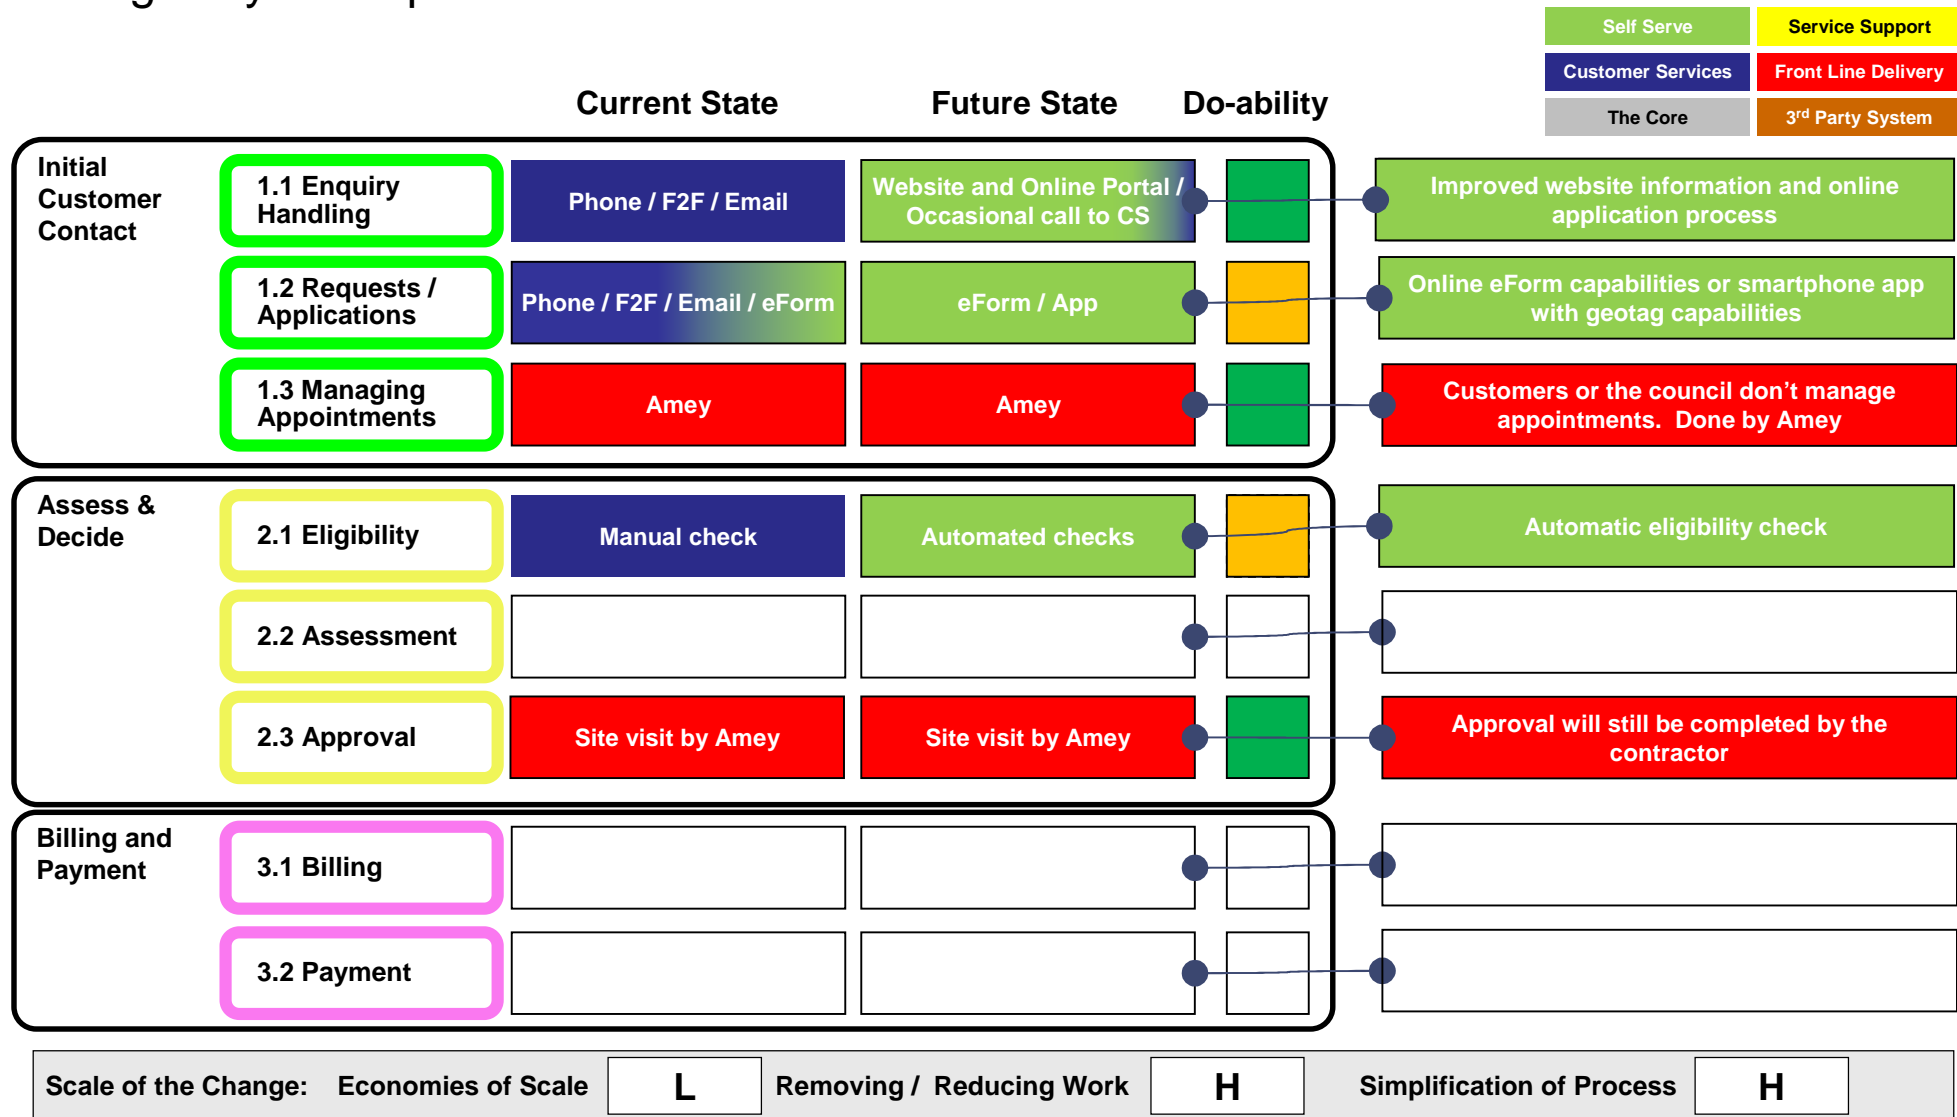 Self Serve
Service Support
Customer Services
Front Line Delivery
The Core
3rd Party System
Current State
Future State
Do-ability
Initial
Customer
Contact
1.1 Enquiry
Handling
Phone / F2F / Email
Website and Online Portal /
Occasional call to CS
Improved website information and online
application process
1.2 Requests /
Applications
Phone / F2F / Email / eForm
eForm / App
Online eForm capabilities or smartphone app
with geotag capabilities
1.3 Managing
Appointments
Amey
Amey
Customers or the council don’t manage
appointments.  Done by Amey
Assess &
Decide
2.1 Eligibility
Manual check
Automated checks
Automatic eligibility check
2.2 Assessment
2.3 Approval
Site visit by Amey
Site visit by Amey
Approval will still be completed by the
contractor
Billing and
Payment
3.1 Billing
3.2 Payment
Scale of the Change:
Economies of Scale
L
Removing /  Reducing Work
H
Simplification of Process
H